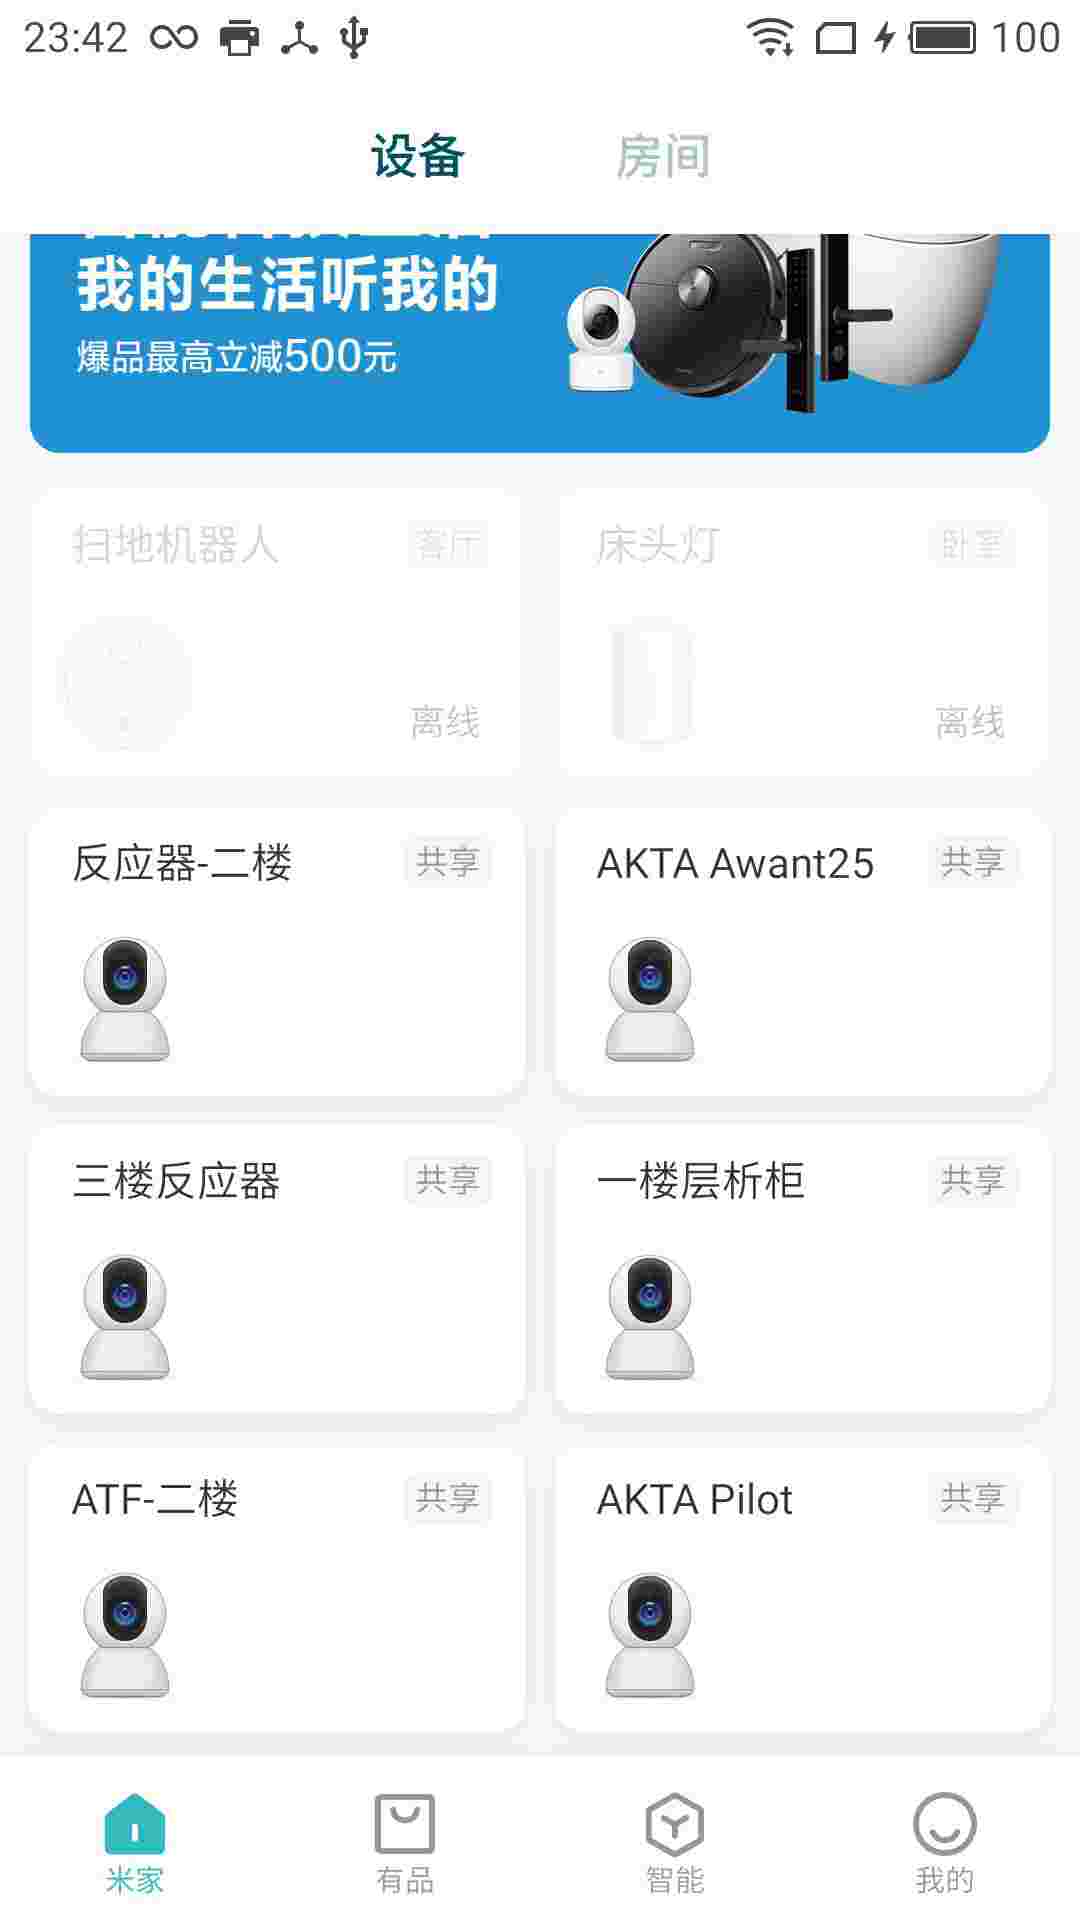 23:42
100
设备
房间
我的生活听我的
爆品最高立减500元
扫地机器人
客厅
床头灯
卧室
离线
离线
反应器-二楼
共享
AKTA Awant25
共享
三楼反应器
共享
一楼层析柜
共享
ATF-二楼
共享
AKTA Pilot
共享
米家
有品
智能
我的